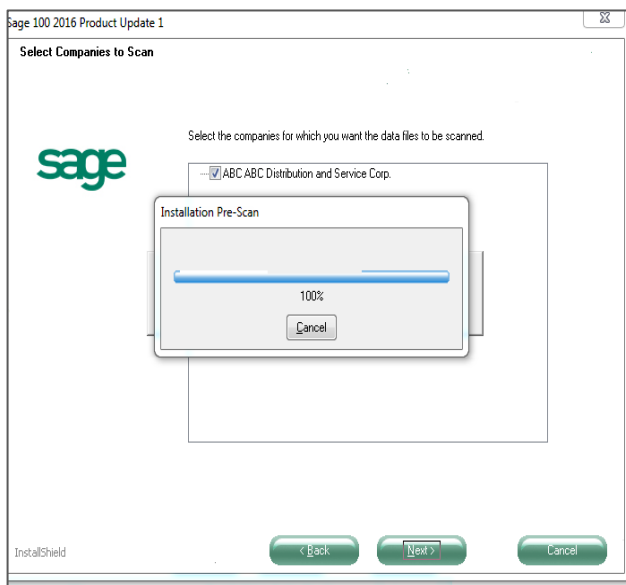 Sage 100 2016 Product Update 1
Select Companies to Scan
Select the companies for which you want the data files to be scanned.
sage
ABC ABC Distribution and Service Corp.
Installation Pre-Scan
100%
Cancel
InstallShield
< Back
Next >
Cancel